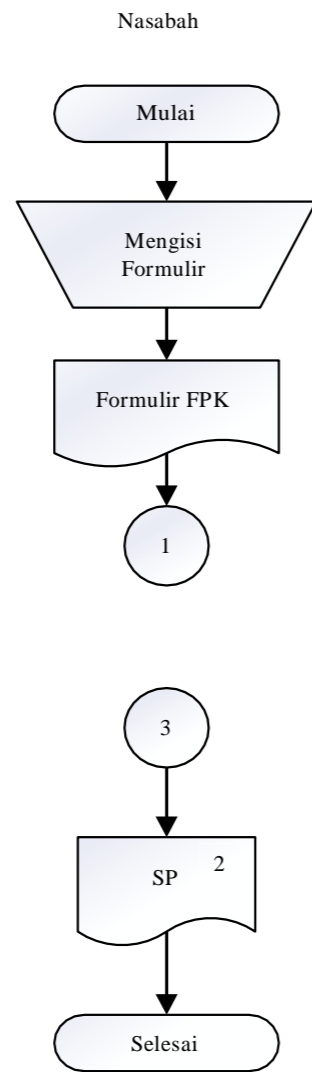 Nasabah
Mulai
Mengisi
Formulir
Formulir FPK
1
3
SP 2
Selesai